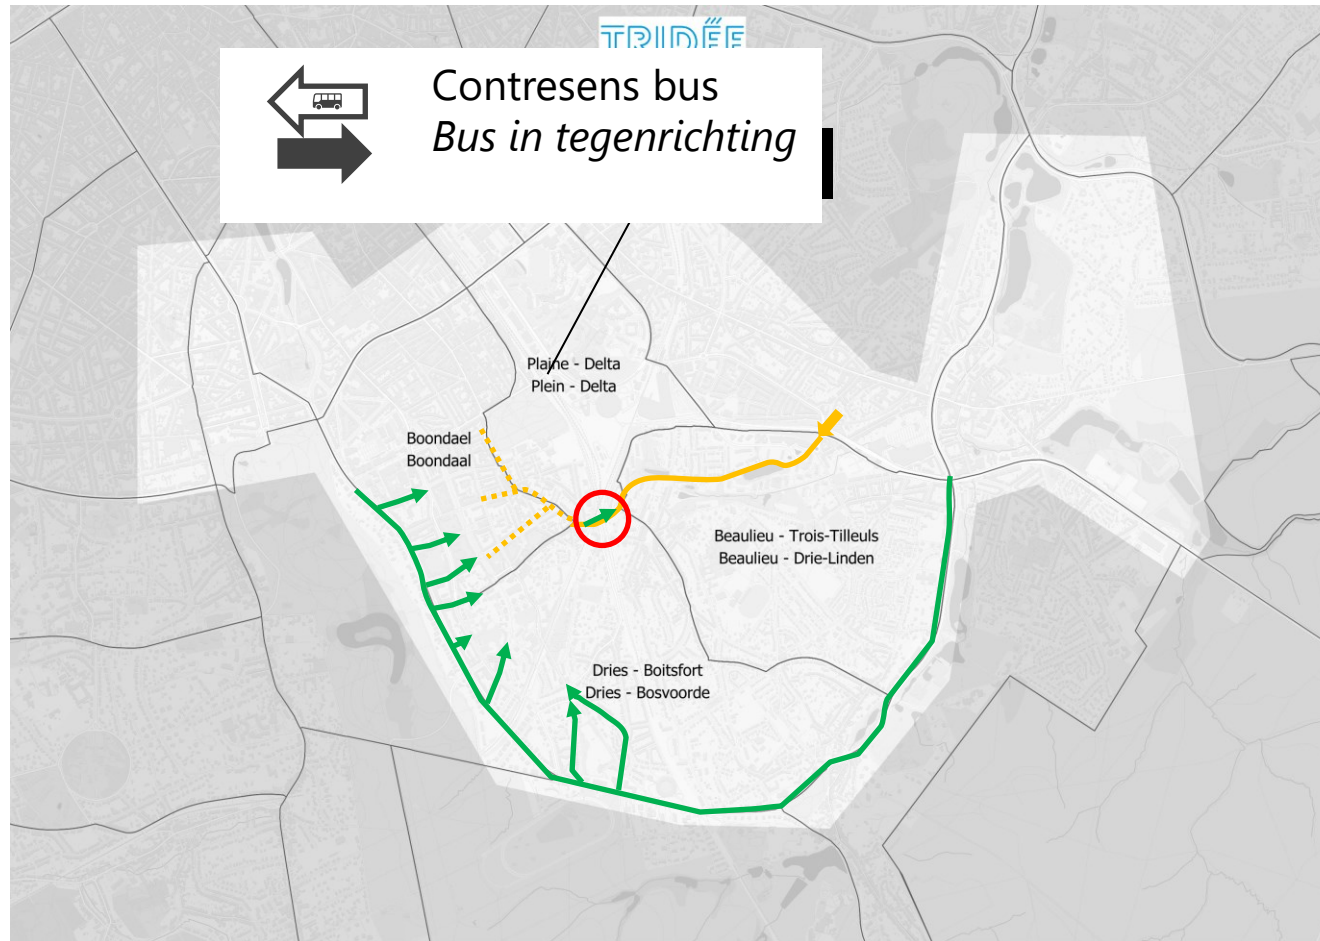 TRIDËE
Contresens bus
Bus in tegenrichting
Plaine - Delta
Plein - Delta
Boondael
Boondaal
Beaulieu - Trois-Tilleuls
Beaulieu - Drie-Linden
Dries - Boitsfort
Dries - Bosvoorde